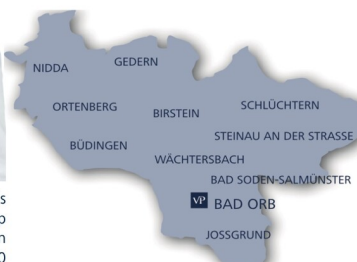 GEDERN
NIDDA
ORTENBERG
BIRSTEIN
SCHLÜCHTERN
STEINAU AN DER STRASSE
BÜDINGEN
WÄCHTERSBACH
BAD SODEN-SALMÜNSTER
VP BAD ORB
JOSSGRUND